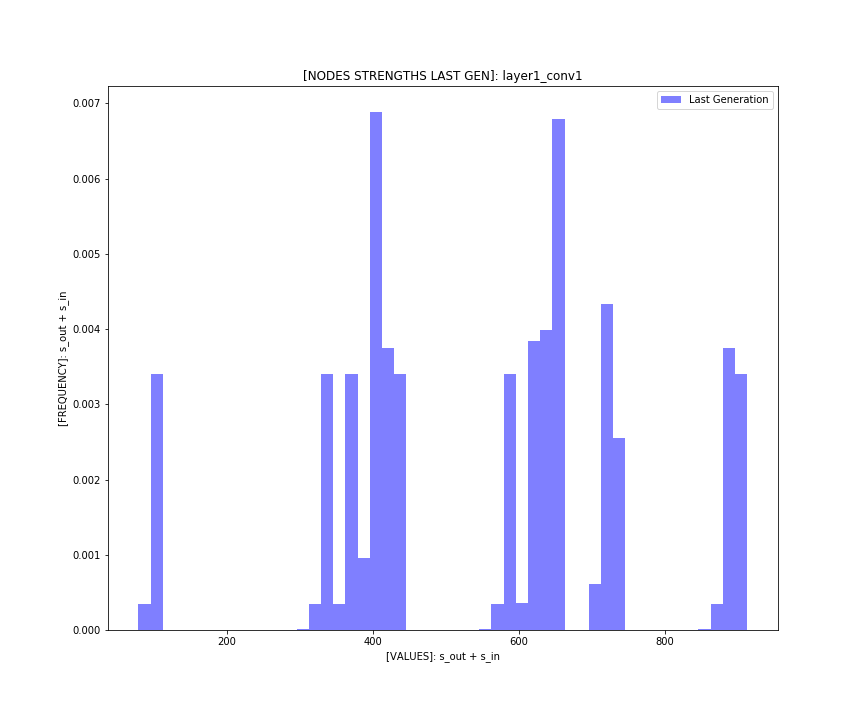 [NODES STRENGTHS LAST GEN]: layer1_conv1
Last Generation
0.007
0.006
0.005
0.004
0.003
0.002
0.001
0.000
[FREQUENCY]: s_out + s_in
200 400 600 800
[VALUES]: s_out + s_in